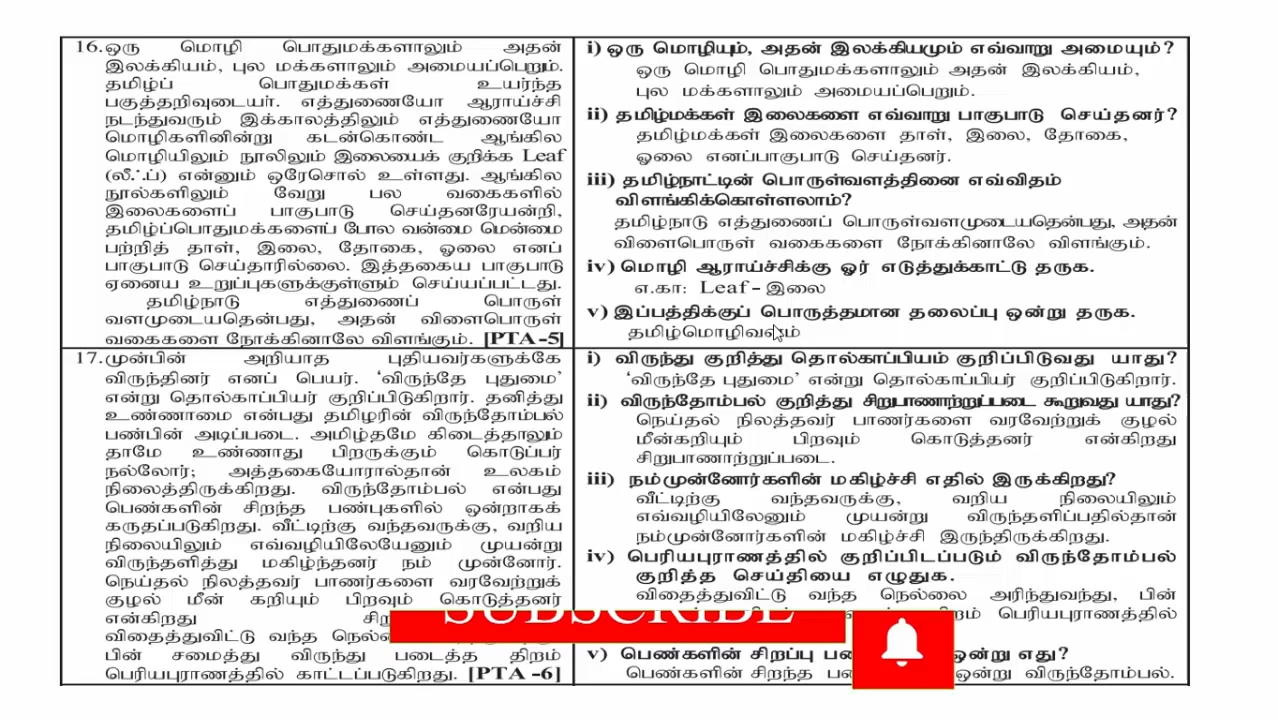 16. ஒரு மொழி பொதுமக்களாலும் அதன்
இலக்கியம், புல மக்களாலும் அமையப்பெறும்.
தமிழ்ப் பொதுமக்கள் உயர்ந்த
பகுத்தறிவுடையர். எத்துணையோ ஆராய்ச்சி
நடந்துவரும் இக்காலத்திலும் எத்துணையோ
மொழிகளினின்று கடன்கொண்ட ஆங்கில
மொழியிலும் நூலிலும் இலையைக் குறிக்க Leaf
(லீஃப்) என்னும் ஒரேசொல் உள்ளது. ஆங்கில
நூல்களிலும் வேறு பல வகைகளில்
இலைகளைப் பாகுபாடு செய்தனரேயன்றி,
தமிழ்ப்பொதுமக்களைப் போல வன்மை மென்மை
பற்றித் தாள், இலை, தோகை, ஓலை எனப்
பாகுபாடு செய்தாரில்லை. இத்தகைய பாகுபாடு
ஏனைய உறுப்புகளுக்குள்ளும் செய்யப்பட்டது.
தமிழ்நாடு எத்துணைப் பொருள்
வளமுடையதென்பது, அதன் விளைபொருள்
வகைகளை நோக்கினாலே விளங்கும். [PTA-5]
i) ஒரு மொழியும், அதன் இலக்கியமும் எவ்வாறு அமையும்?
ஒரு மொழி பொதுமக்களாலும் அதன் இலக்கியம்,
புல மக்களாலும் அமையப்பெறும்.
ii) தமிழ்மக்கள் இலைகளை எவ்வாறு பாகுபாடு செய்தனர்?
தமிழ்மக்கள் இலைகளை தாள், இலை, தோகை,
ஓலை எனப்பாகுபாடு செய்தனர்.
iii) தமிழ்நாட்டின் பொருள்வளத்தினை எவ்விதம்
விளங்கிக்கொள்ளலாம்?
தமிழ்நாடு எத்துணைப் பொருள்வளமுடையதென்பது, அதன்
விளைபொருள் வகைகளை நோக்கினாலே விளங்கும்.
iv) மொழி ஆராய்ச்சிக்கு ஓர் எடுத்துக்காட்டு தருக.
எ.கா: Leaf - இலை
v) இப்பத்திக்குப் பொருத்தமான தலைப்பு ஒன்று தருக.
தமிழ்மொழிவளம்
17. முன்பின் அறியாத புதியவர்களுக்கே
விருந்தினர் எனப் பெயர். 'விருந்தே புதுமை'
என்று தொல்காப்பியர் குறிப்பிடுகிறார். தனித்து
உண்ணாமை என்பது தமிழரின் விருந்தோம்பல்
பண்பின் அடிப்படை. அமிழ்தமே கிடைத்தாலும்
தாமே உண்ணாது பிறருக்கும் கொடுப்பர்
நல்லோர்; அத்தகையோரால்தான் உலகம்
நிலைத்திருக்கிறது. விருந்தோம்பல் என்பது
பெண்களின் சிறந்த பண்புகளில் ஒன்றாகக்
கருதப்படுகிறது. வீட்டிற்கு வந்தவருக்கு, வறிய
நிலையிலும் எவ்வழியிலேயேனும் முயன்று
விருந்தளித்து மகிழ்ந்தனர் நம் முன்னோர்.
நெய்தல் நிலத்தவர் பாணர்களை வரவேற்றுக்
குழல் மீன் கறியும் பிறவும் கொடுத்தனர்
என்கிறது
விதைத்துவிட்டு வந்த
பின் சமைத்து விருந்து படைத்த திறம்
பெரியபுராணத்தில் காட்டப்படுகிறது. [PTA -6]
i) விருந்து குறித்து தொல்காப்பியம் குறிப்பிடுவது யாது?
'விருந்தே புதுமை' என்று தொல்காப்பியர் குறிப்பிடுகிறார்.
ii) விருந்தோம்பல் குறித்து சிறுபாணாற்றுப்படை கூறுவது யாது?
நெய்தல் நிலத்தவர் பாணர்களை வரவேற்றுக் குழல்
மீன்கறியும் பிறவும் கொடுத்தனர் என்கிறது
சிறுபாணாற்றுப்படை.
iii) நம்முன்னோர்களின் மகிழ்ச்சி எதில் இருக்கிறது?
வீட்டிற்கு வந்தவருக்கு, வறிய நிலையிலும்
எவ்வழியிலேனும் முயன்று விருந்தளிப்பதில்தான்
நம்முன்னோர்களின் மகிழ்ச்சி இருந்திருக்கிறது.
iv) பெரியபுராணத்தில் குறிப்பிடப்படும் விருந்தோம்பல்
குறித்த செய்தியை எழுதுக.
விதைத்துவிட்டு வந்த நெல்லை அரிந்துவந்து, பின்
பெரியபுராணத்தில்
v) பெண்களின் சிறப்பு ஒன்று எது?
பெண்களின் சிறந்த ஒன்று விருந்தோம்பல்.
SUBSCRIBE